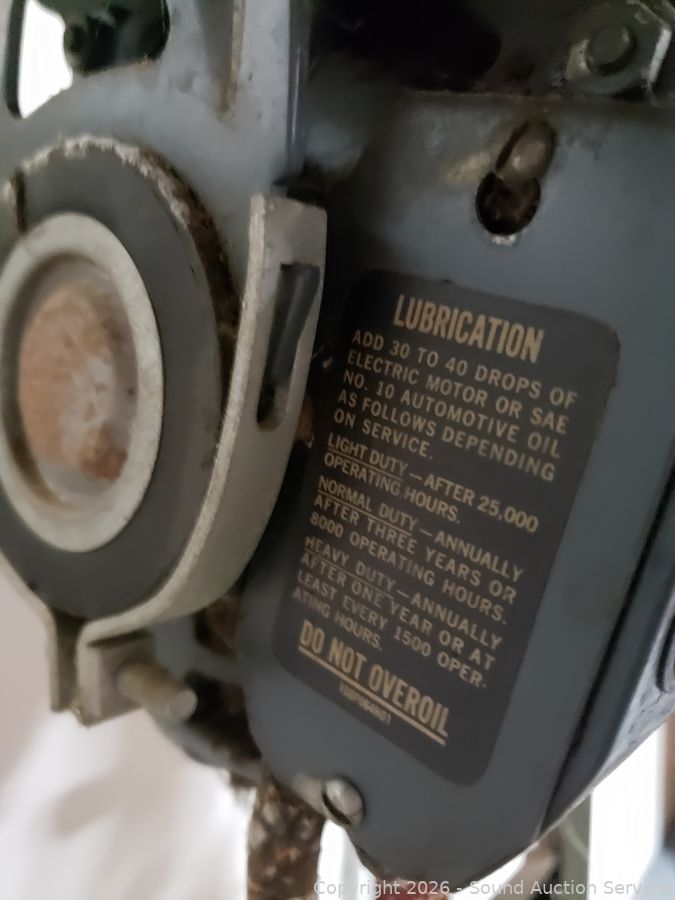 LUBRICATION
ADD 30 TO 40 DROPS OF
ELECTRIC MOTOR OR SAE
NO. 10 AUTOMOTIVE OIL
AS FOLLOWS DEPENDING
ON SERVICE.
LIGHT DUTY — AFTER 25,000
OPERATING HOURS.
NORMAL DUTY — ANNUALLY
AFTER THREE YEARS OR
8000 OPERATING HOURS.
HEAVY DUTY — ANNUALLY
AFTER ONE YEAR OR AT
LEAST EVERY 1500 OPER-
ATING HOURS.
DO NOT OVEROIL
Copyright 2026 - Sound Auction Service